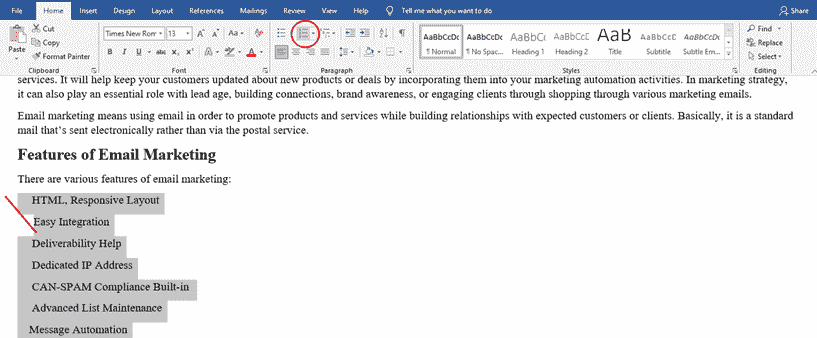 File Home Insert Design Layout References Mailings Review View Help Tell me what you want to do Share
Cut
Copy
Paste Format Painter
Times New Rom 13 A A Aa
B I U abc x₂ x² A A
AaBbCcDc AaBbCcDc AaBbCc AaBbCcC AaB AaBbCcC AaBbCcDc
¶ Normal ¶ No Spac... Heading 1 Heading 2 Title Subtitle Subtle Em...
Find
Replace
Select
Clipboard Font Paragraph Styles Editing
services. It will help keep your customers updated about new products or deals by incorporating them into your marketing automation activities. In marketing strategy,
it can also play an essential role with lead age, building connections, brand awareness, or engaging clients through shopping through various marketing emails.
Email marketing means using email in order to promote products and services while building relationships with expected customers or clients. Basically, it is a standard
mail that’s sent electronically rather than via the postal service.
Features of Email Marketing
There are various features of email marketing:
HTML, Responsive Layout
Easy Integration
Deliverability Help
Dedicated IP Address
CAN-SPAM Compliance Built-in
Advanced List Maintenance
Message Automation